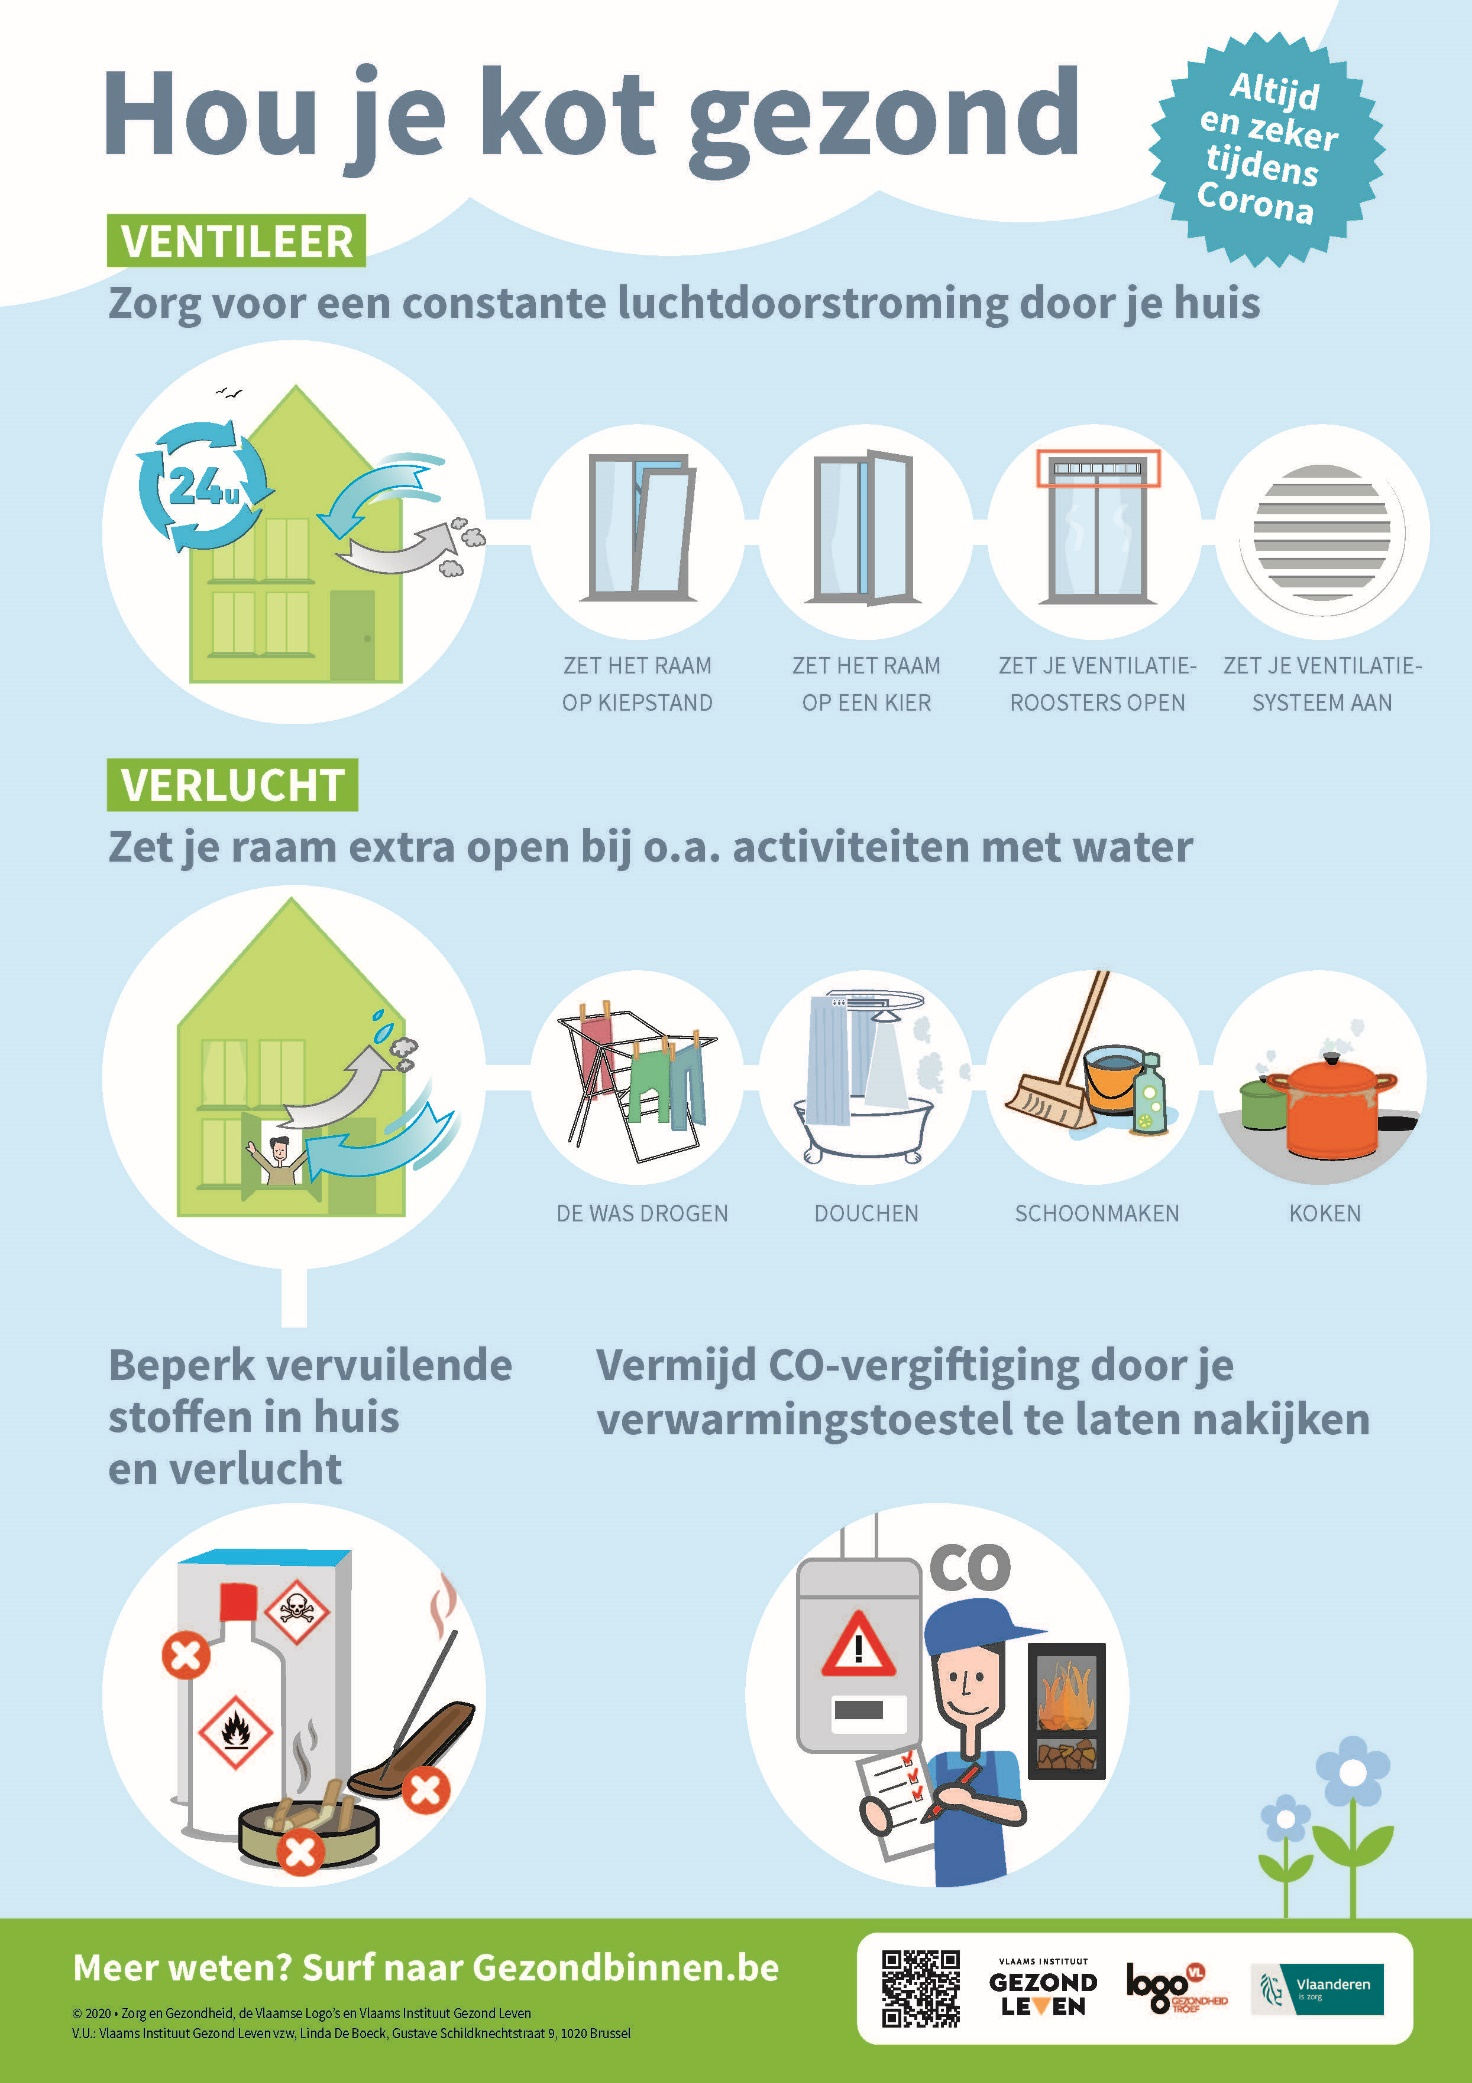 Hou je kot gezond
Altijd
en zeker
tijdens
Corona
VENTILEER
Zorg voor een constante luchtdoorstroming door je huis
24u
ZET HET RAAM
OP KIEPSTAND
ZET HET RAAM
OP EEN KIER
ZET JE VENTILATIE-
ROOSTERS OPEN
ZET JE VENTILATIE-
SYSTEEM AAN
VERLUCHT
Zet je raam extra open bij o.a. activiteiten met water
DE WAS DROGEN
DOUCHEN
SCHOONMAKEN
KOKEN
Beperk vervuilende
stoffen in huis
en verlucht
Vermijd CO-vergiftiging door je
verwarmingstoestel te laten nakijken
CO
!
Meer weten? Surf naar Gezondbinnen.be
© 2020 • Zorg en Gezondheid, de Vlaamse Logo's en Vlaams Instituut Gezond Leven
V.U.: Vlaams Instituut Gezond Leven vzw, Linda De Boeck, Gustave Schildknechtstraat 9, 1020 Brussel
VLAAMS INSTITUUT
GEZOND
LEVEN
logo VL
GEZONDHEID
TROEF
Vlaanderen
is zorg